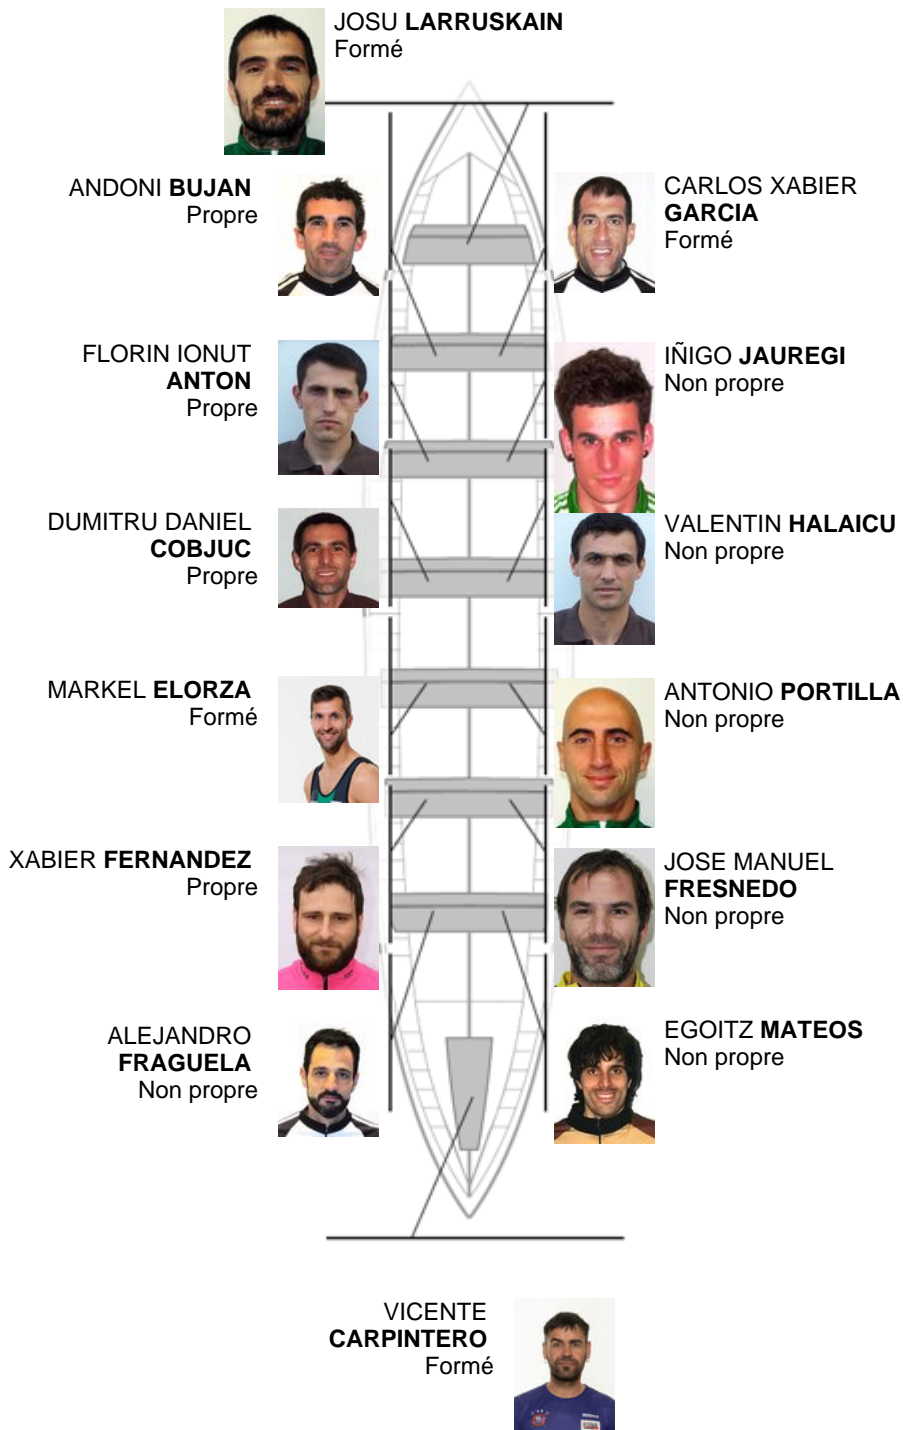 JOSU LARRUSKAIN
Formé
ANDONI BUJAN
Propre
CARLOS XABIER
GARCIA
Formé
FLORIN IONUT
ANTON
Propre
IÑIGO JAUREGI
Non propre
DUMITRU DANIEL
COBJUC
Propre
VALENTIN HALAICU
Non propre
MARKEL ELORZA
Formé
ANTONIO PORTILLA
Non propre
XABIER FERNANDEZ
Propre
JOSE MANUEL
FRESNEDO
Non propre
ALEJANDRO
FRAGUELA
Non propre
EGOITZ MATEOS
Non propre
VICENTE
CARPINTERO
Formé